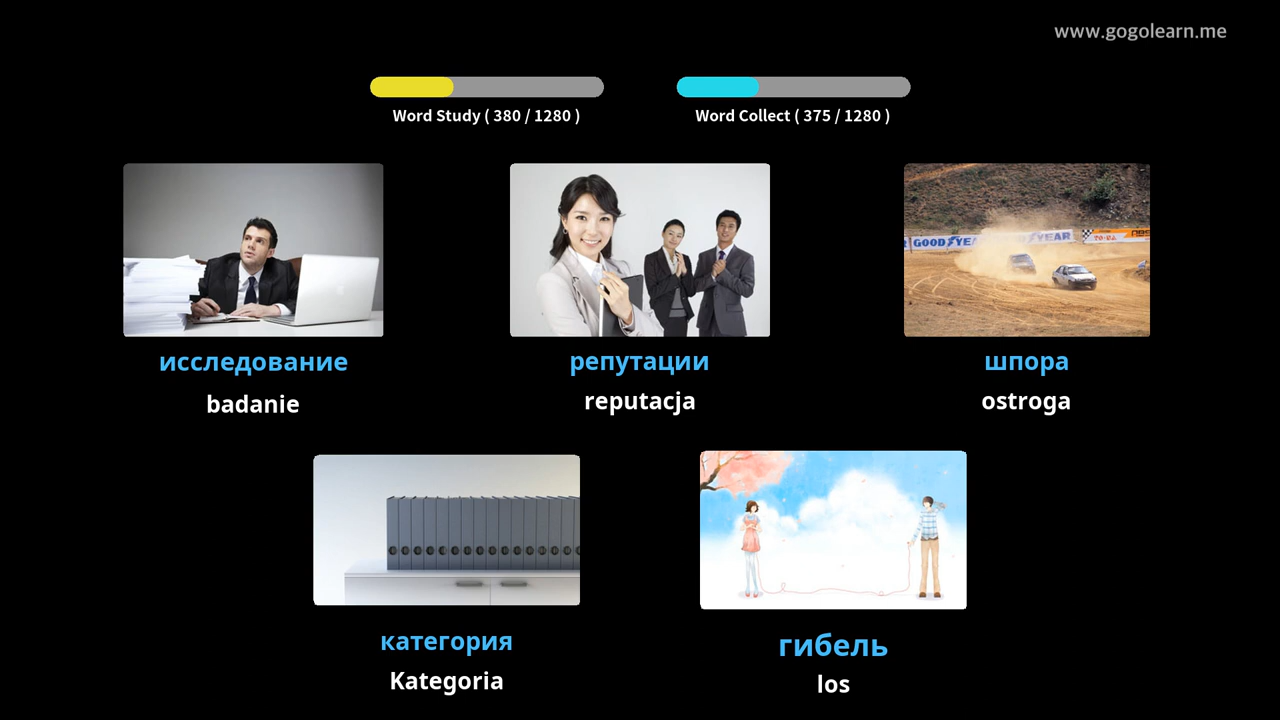 www.gogolearn.me
Word Study ( 380 / 1280 )
Word Collect ( 375 / 1280 )
GOODYEAR
исследование
badanie
репутации
reputacja
шпора
ostroga
категория
Kategoria
гибель
los